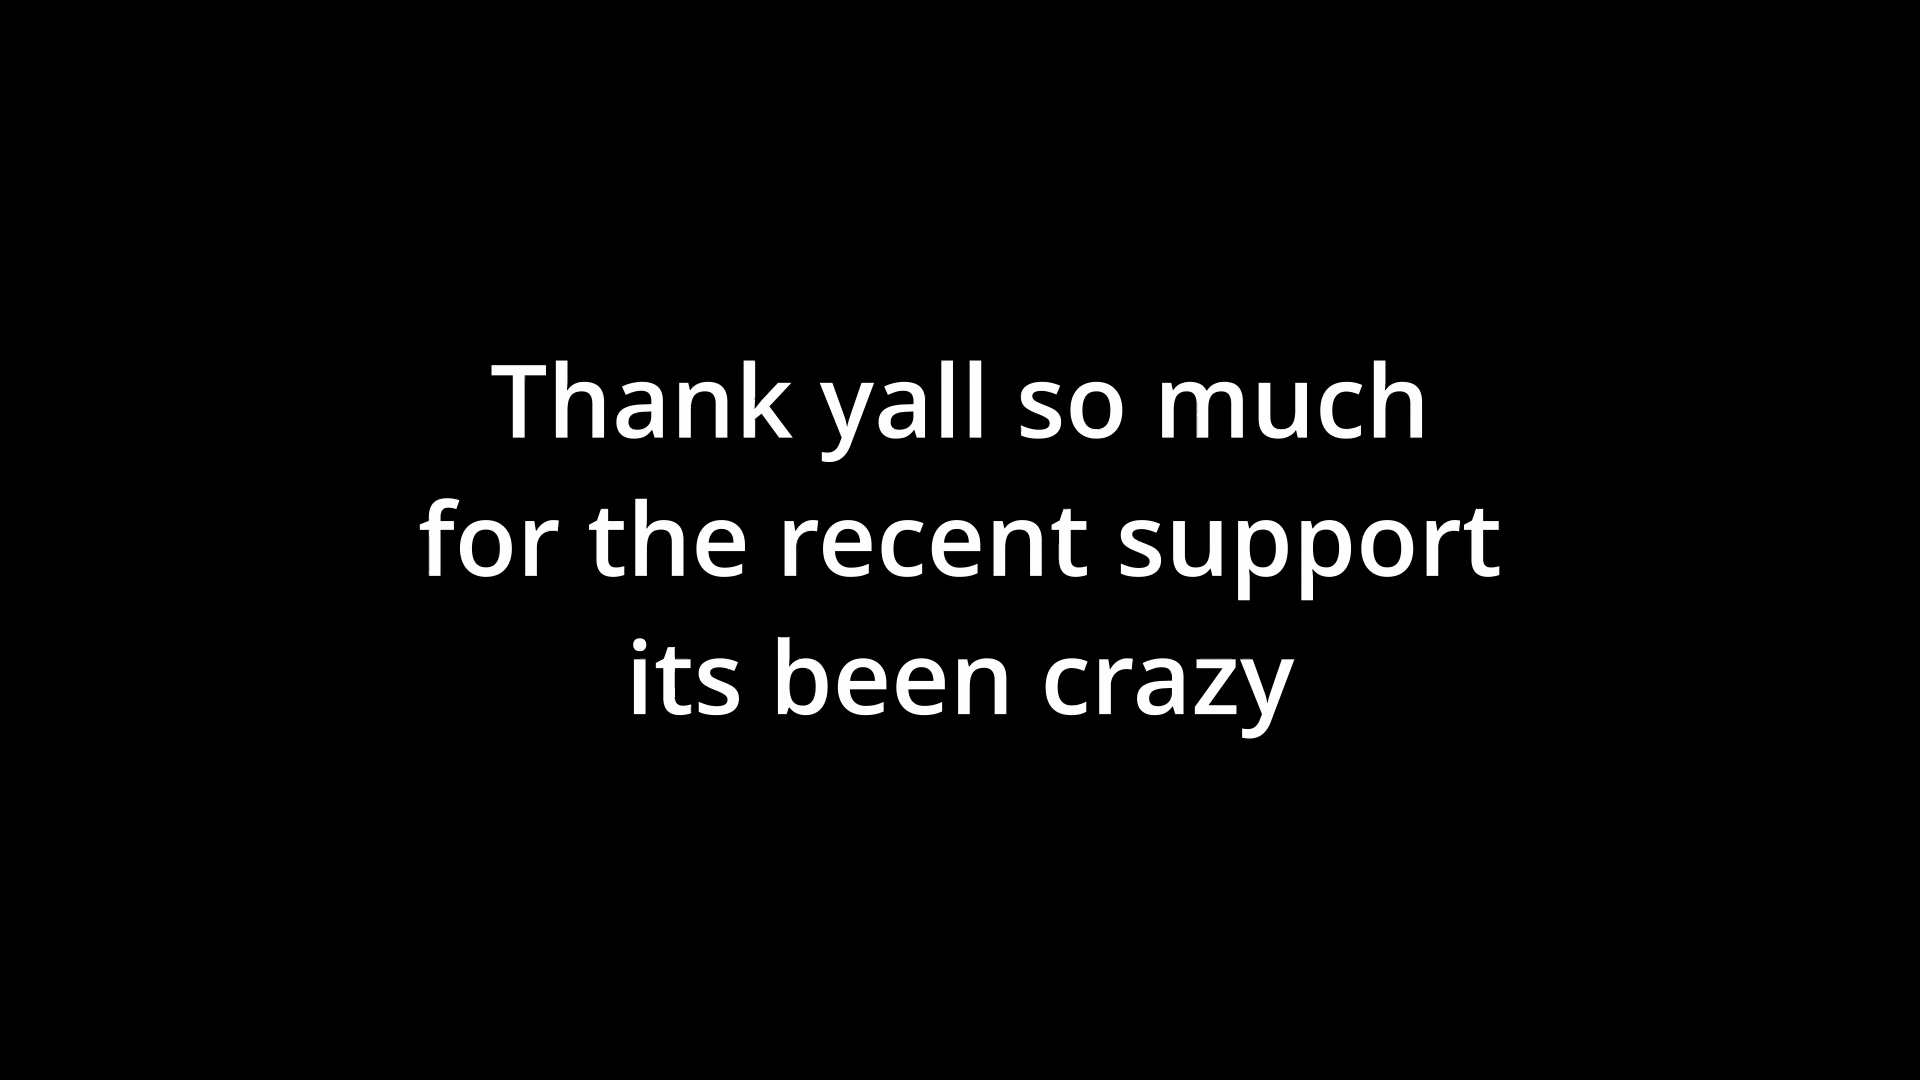 Thank yall so much
for the recent support
its been crazy